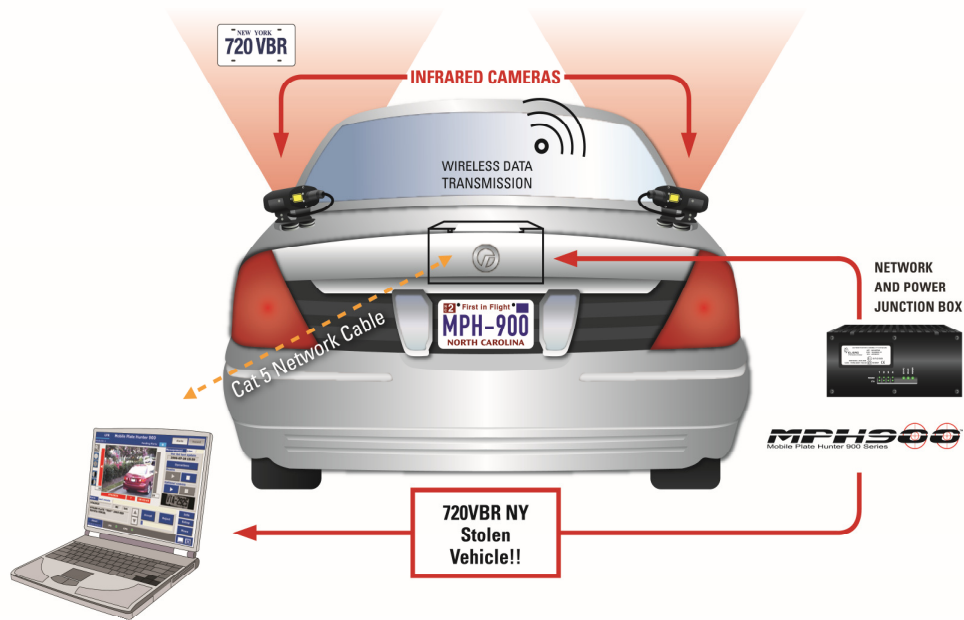 NEW YORK
720 VBR
INFRARED CAMERAS
WIRELESS DATA
TRANSMISSION
NETWORK
AND POWER
JUNCTION BOX
2 First in Flight
MPH-900
NORTH CAROLINA
Cat 5 Network Cable
MPH900
Mobile Plate Hunter 900 Series
Mobile Plate Hunter 900
720VBR NY
Stolen
Vehicle!!